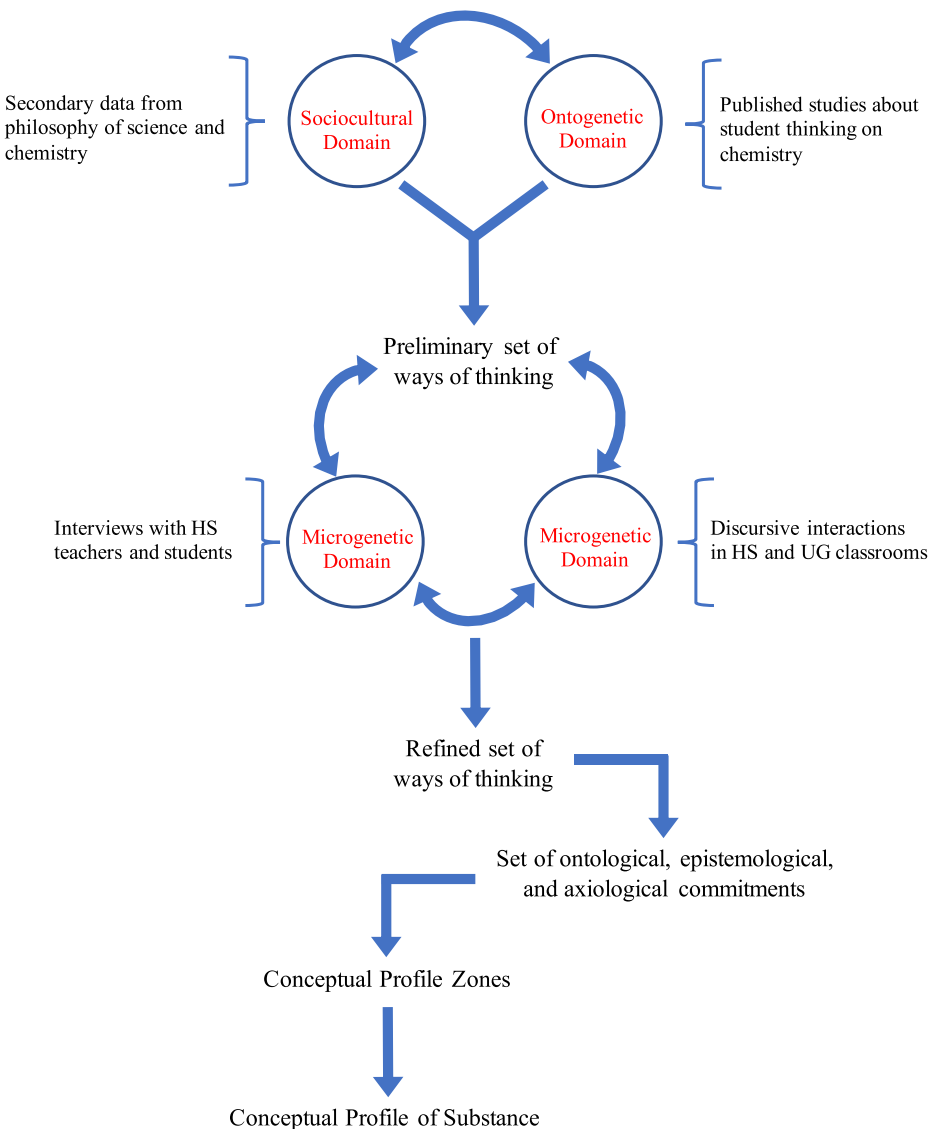 Secondary data from
philosophy of science and
chemistry
Sociocultural
Domain
Ontogenetic
Domain
Published studies about
student thinking on
chemistry
Preliminary set of
ways of thinking
Interviews with HS
teachers and students
Microgenetic
Domain
Microgenetic
Domain
Discursive interactions
in HS and UG classrooms
Refined set of
ways of thinking
Set of ontological, epistemological,
and axiological commitments
Conceptual Profile Zones
Conceptual Profile of Substance